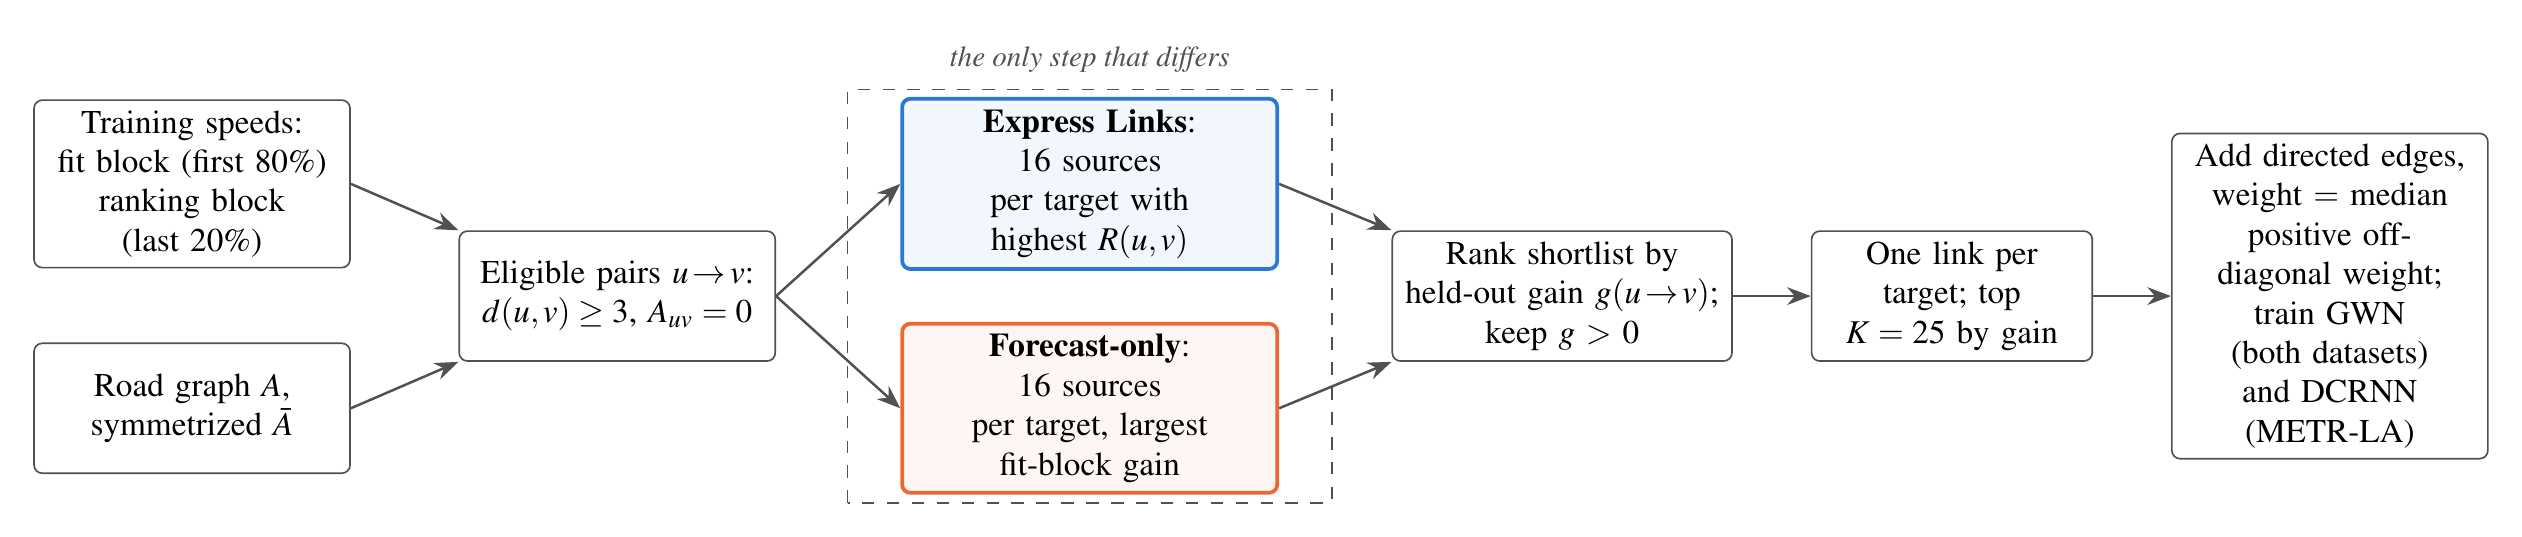 the only step that differs
Training speeds:
fit block (first 80%)
ranking block
(last 20%)
Road graph A,
symmetrized Ā
Eligible pairs u→v:
d(u,v) ≥ 3, A_uv = 0
Express Links:
16 sources
per target with
highest R(u,v)
Forecast-only:
16 sources
per target, largest
fit-block gain
Rank shortlist by
held-out gain g(u→v);
keep g > 0
One link per
target; top
K = 25 by gain
Add directed edges,
weight = median
positive off-
diagonal weight;
train GWN
(both datasets)
and DCRNN
(METR-LA)